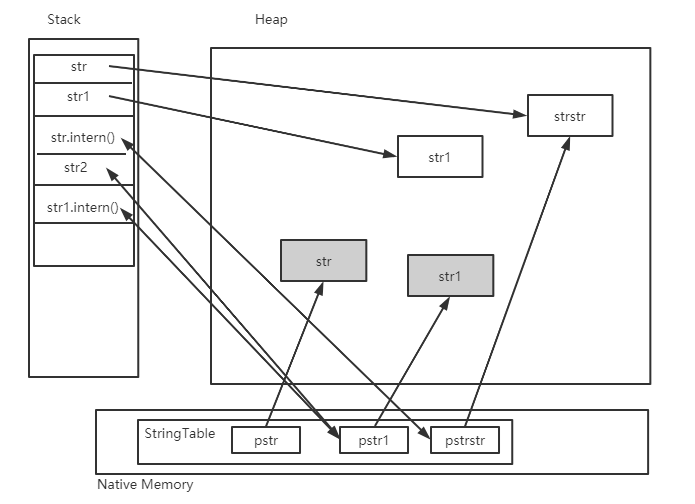 Stack
Heap
str
str1
str.intern()
str2
str1.intern()
strstr
str1
str
str1
StringTable
pstr
pstr1
pstrstr
Native Memory